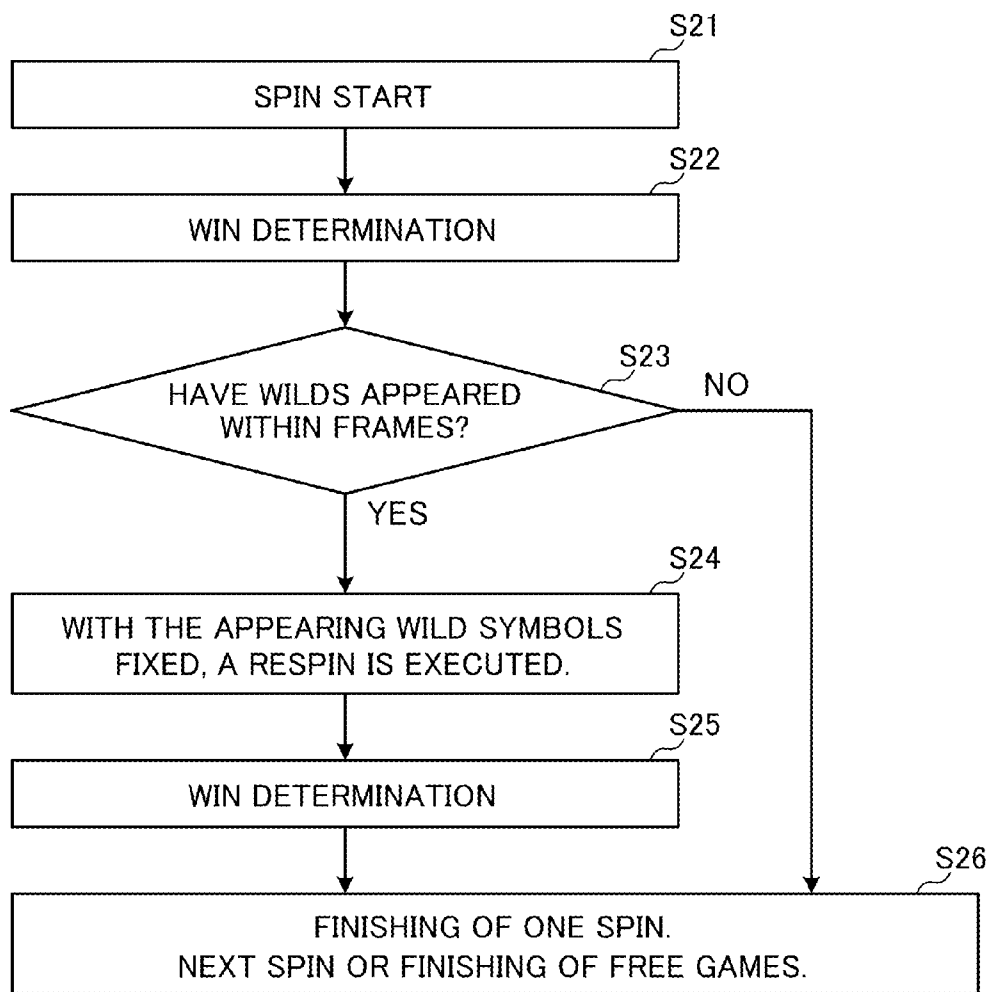 S21
SPIN START
S22
WIN DETERMINATION
S23
HAVE WILDS APPEARED
WITHIN FRAMES?
NO
YES
S24
WITH THE APPEARING WILD SYMBOLS
FIXED, A RESPIN IS EXECUTED.
S25
WIN DETERMINATION
S26
FINISHING OF ONE SPIN.
NEXT SPIN OR FINISHING OF FREE GAMES.